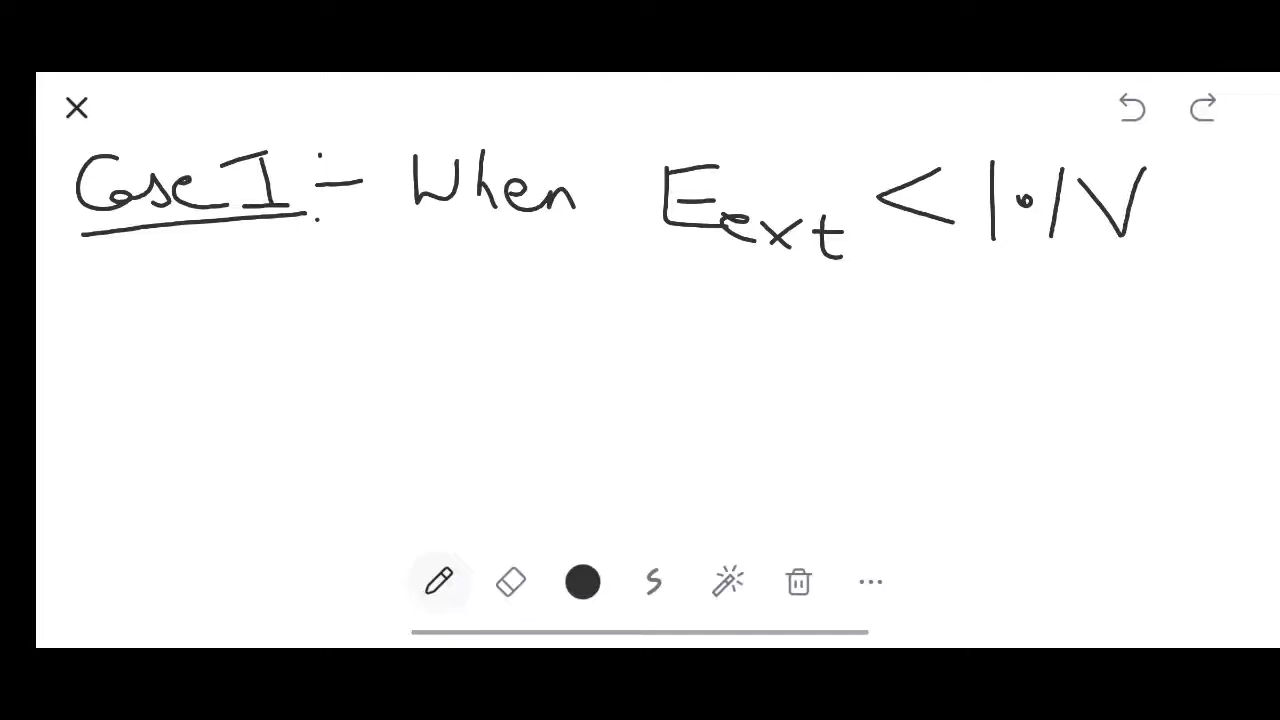 Case I :- When Eext < 1.1V